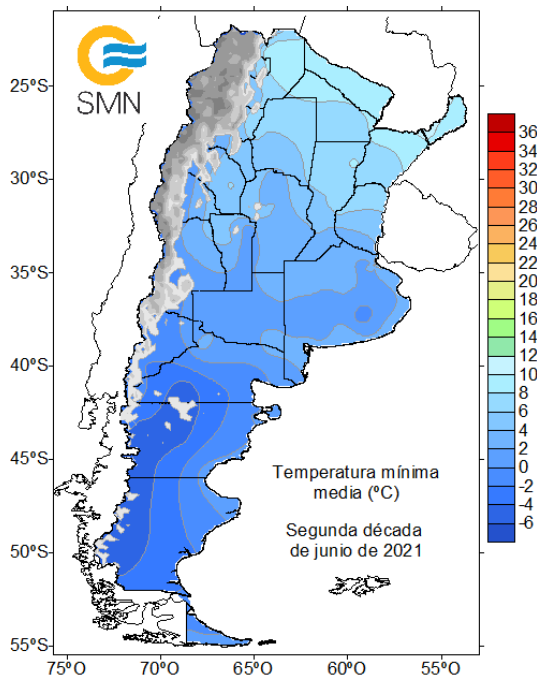 SMN
25°S
30°S
35°S
40°S
45°S
50°S
55°S
75°O
70°O
65°O
60°O
55°O
36
34
32
30
28
26
24
22
20
18
16
14
12
10
8
6
4
2
0
-2
-4
-6
Temperatura mínima
media (ºC)
Segunda década
de junio de 2021